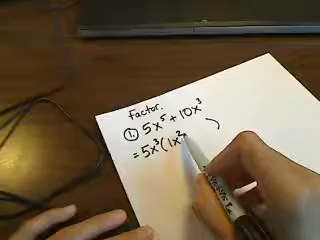 Factor.
① 5x⁵ + 10x³
= 5x³(1x² )